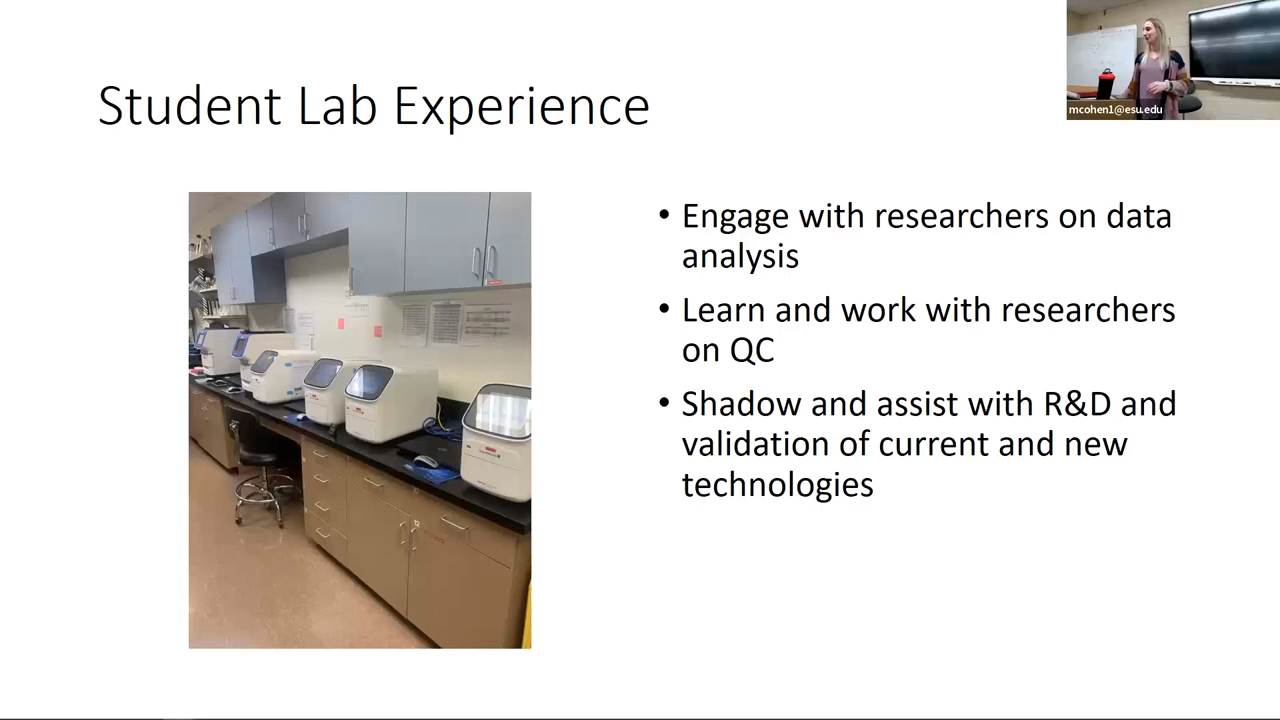 Student Lab Experience
mcohen1@esu.edu
• Engage with researchers on data
analysis
• Learn and work with researchers
on QC
• Shadow and assist with R&D and
validation of current and new
technologies